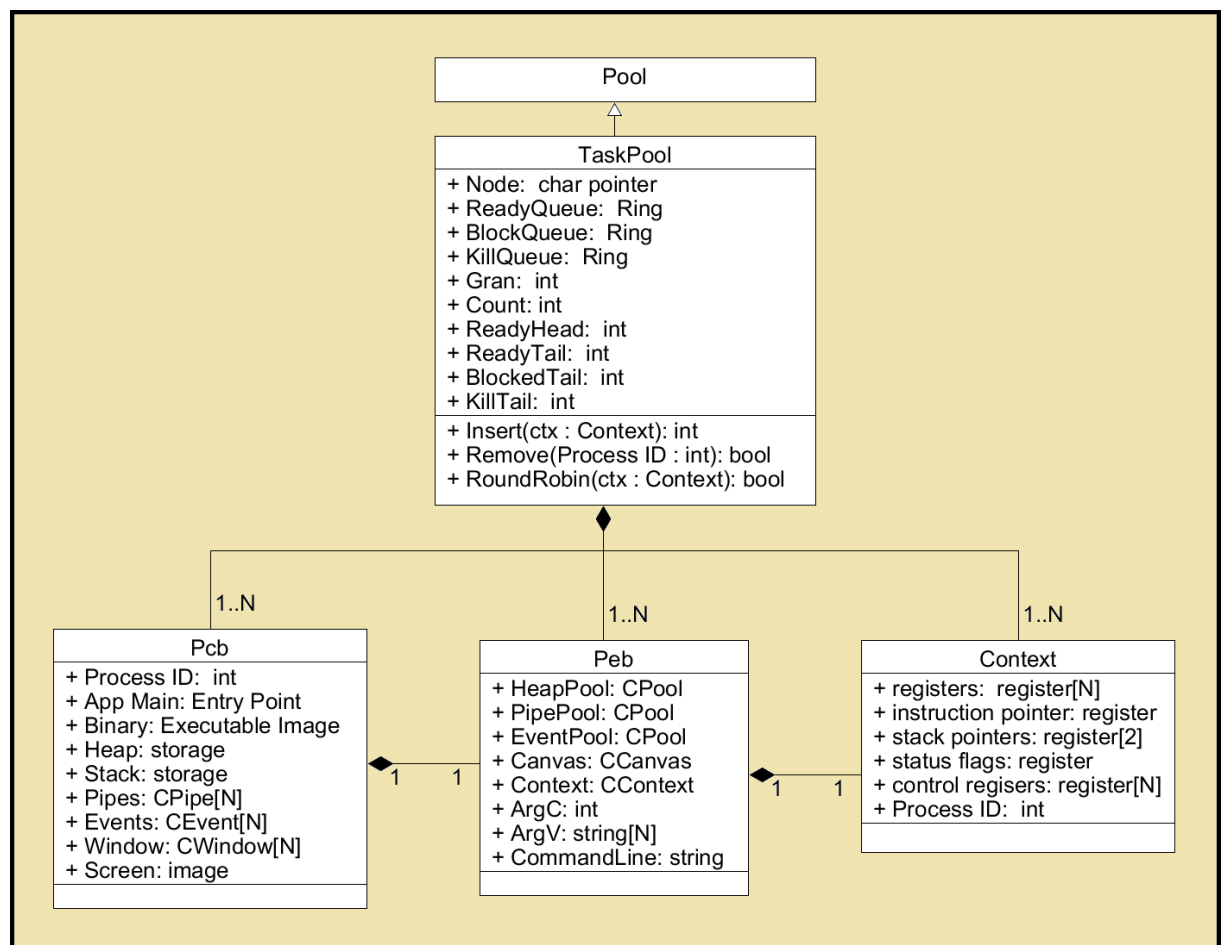 Pool
TaskPool
+ Node:  char pointer
+ ReadyQueue:  Ring
+ BlockQueue:  Ring
+ KillQueue:  Ring
+ Gran:  int
+ Count: int
+ ReadyHead:  int
+ ReadyTail:  int
+ BlockedTail:  int
+ KillTail:  int
+ Insert(ctx : Context): int
+ Remove(Process ID : int): bool
+ RoundRobin(ctx : Context): bool
1..N
1..N
1..N
Pcb
+ Process ID:  int
+ App Main: Entry Point
+ Binary: Executable Image
+ Heap: storage
+ Stack: storage
+ Pipes: CPipe[N]
+ Events: CEvent[N]
+ Window: CWindow[N]
+ Screen: image
1
1
Peb
+ HeapPool: CPool
+ PipePool: CPool
+ EventPool: CPool
+ Canvas: CCanvas
+ Context: CContext
+ ArgC: int
+ ArgV: string[N]
+ CommandLine: string
1
1
Context
+ registers:  register[N]
+ instruction pointer: register
+ stack pointers: register[2]
+ status flags: register
+ control regisers: register[N]
+ Process ID:  int